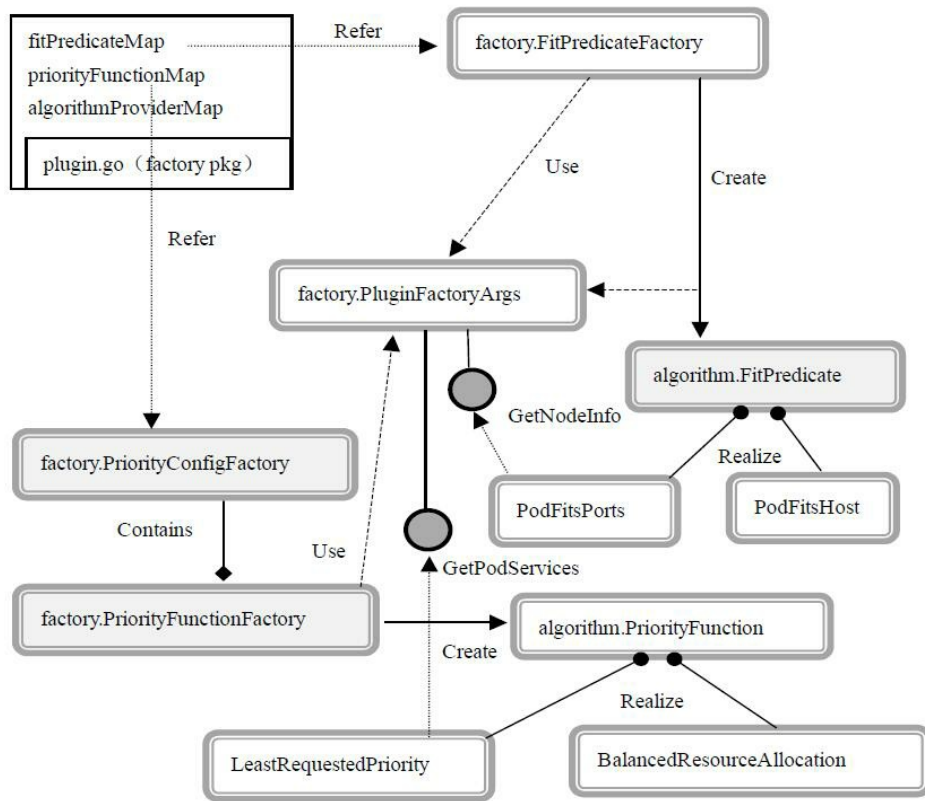 fitPredicateMap
priorityFunctionMap
algorithmProviderMap
plugin.go（factory pkg）
Refer
factory.FitPredicateFactory
Use
Create
Refer
factory.PluginFactoryArgs
algorithm.FitPredicate
GetNodeInfo
Realize
factory.PriorityConfigFactory
PodFitsPorts
PodFitsHost
Contains
Use
GetPodServices
factory.PriorityFunctionFactory
algorithm.PriorityFunction
Create
Realize
LeastRequestedPriority
BalancedResourceAllocation